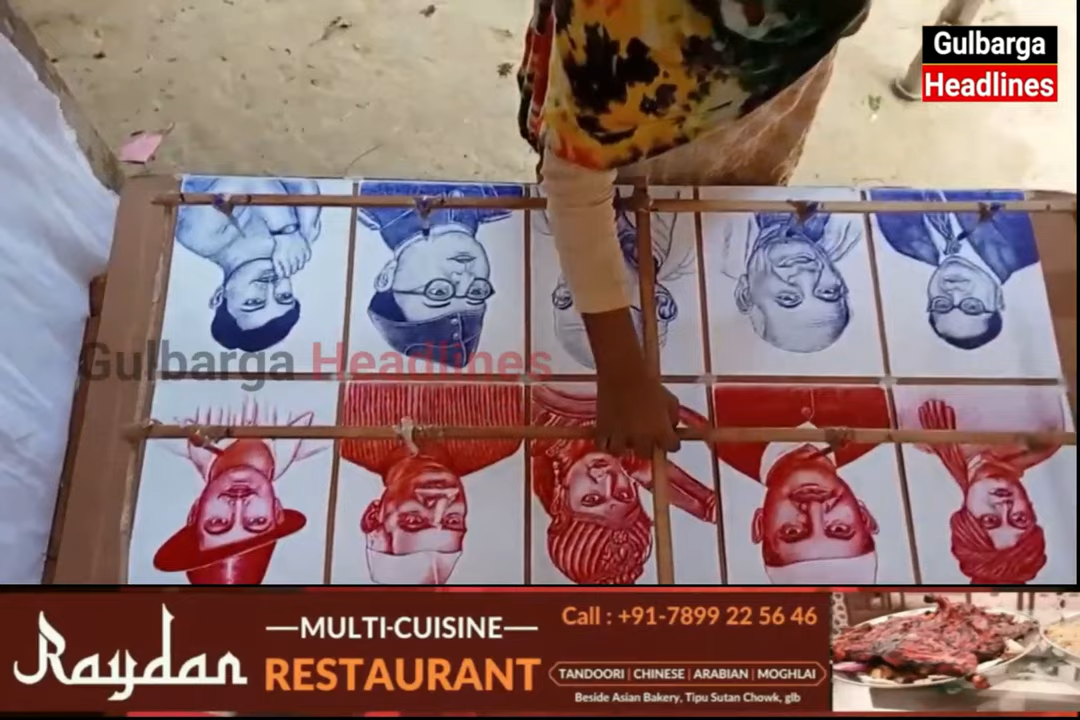 Gulbarga
Headlines
Gulbarga Headlines
Raydan
—MULTI-CUISINE—
RESTAURANT
Call : +91-7899 22 56 46
TANDOORI | CHINESE | ARABIAN | MOGHLAI
Beside Asian Bakery, Tipu Sutan Chowk, glb